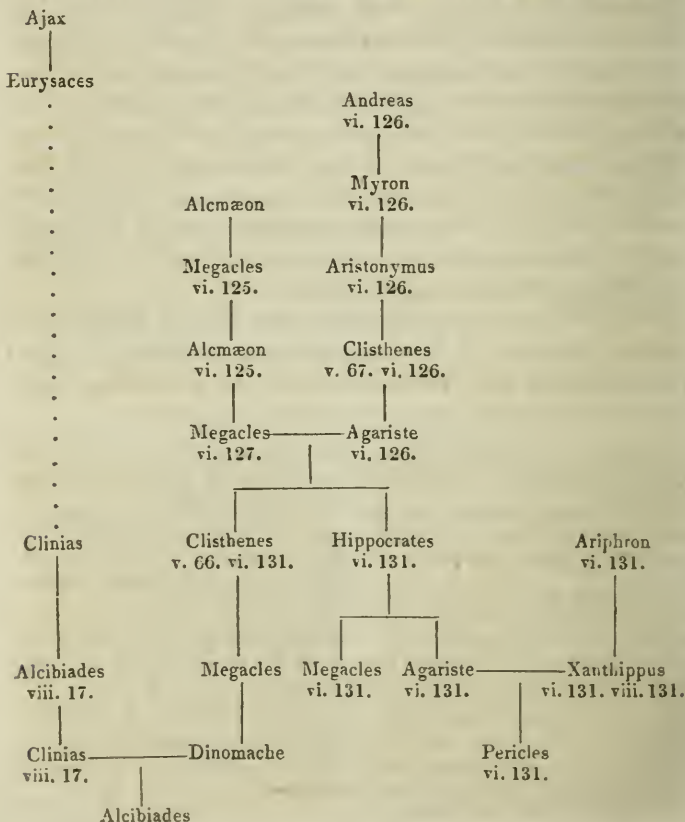 Ajax
Eurysaces
Andreas
vi. 126.
Myron
vi. 126.
Alcmæon
Megacles
vi. 125.
Aristonymus
vi. 126.
Alcmæon
vi. 125.
Clisthenes
v. 67. vi. 126.
Megacles
vi. 127.
Agariste
vi. 126.
Clinias
Clisthenes
v. 66. vi. 131.
Hippocrates
vi. 131.
Ariphron
vi. 131.
Alcibiades
viii. 17.
Megacles
Megacles
vi. 131.
Agariste
vi. 131.
Xanthippus
vi. 131. viii. 131.
Clinias
viii. 17.
Dinomache
Pericles
vi. 131.
Alcibiades